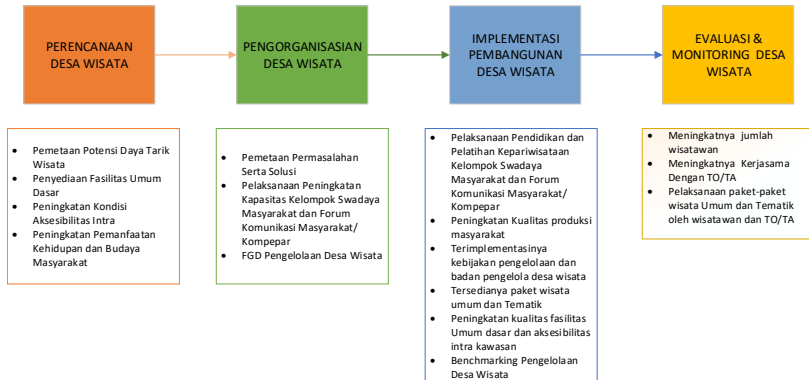 PERENCANAAN
DESA WISATA
PENGORGANISASIAN
DESA WISATA
IMPLEMENTASI
PEMBANGUNAN
DESA WISATA
EVALUASI &
MONITORING DESA
WISATA
• Pemetaan Potensi Daya Tarik
Wisata
• Penyediaan Fasilitas Umum
Dasar
• Peningkatan Kondisi
Aksesibilitas Intra
• Peningkatan Pemanfaatan
Kehidupan dan Budaya
Masyarakat
• Pemetaan Permasalahan
Serta Solusi
• Pelaksanaan Peningkatan
Kapasitas Kelompok Swadaya
Masyarakat dan Forum
Komunikasi Masyarakat/
Kompepar
• FGD Pengelolaan Desa Wisata
• Pelaksanaan Pendidikan dan
Pelatihan Kepariwisataan
Kelompok Swadaya
Masyarakat dan Forum
Komunikasi Masyarakat/
Kompepar
• Peningkatan Kualitas produksi
masyarakat
• Terimplementasinya
kebijakan pengelolaan dan
badan pengelola desa wisata
• Tersedianya paket wisata
umum dan Tematik
• Peningkatan kualitas fasilitas
Umum dasar dan aksesibilitas
intra kawasan
• Benchmarking Pengelolaan
Desa Wisata
• Meningkatnya jumlah
wisatawan
• Meningkatnya Kerjasama
Dengan TO/TA
• Pelaksanaan paket-paket
wisata Umum dan Tematik
oleh wisatawan dan TO/TA